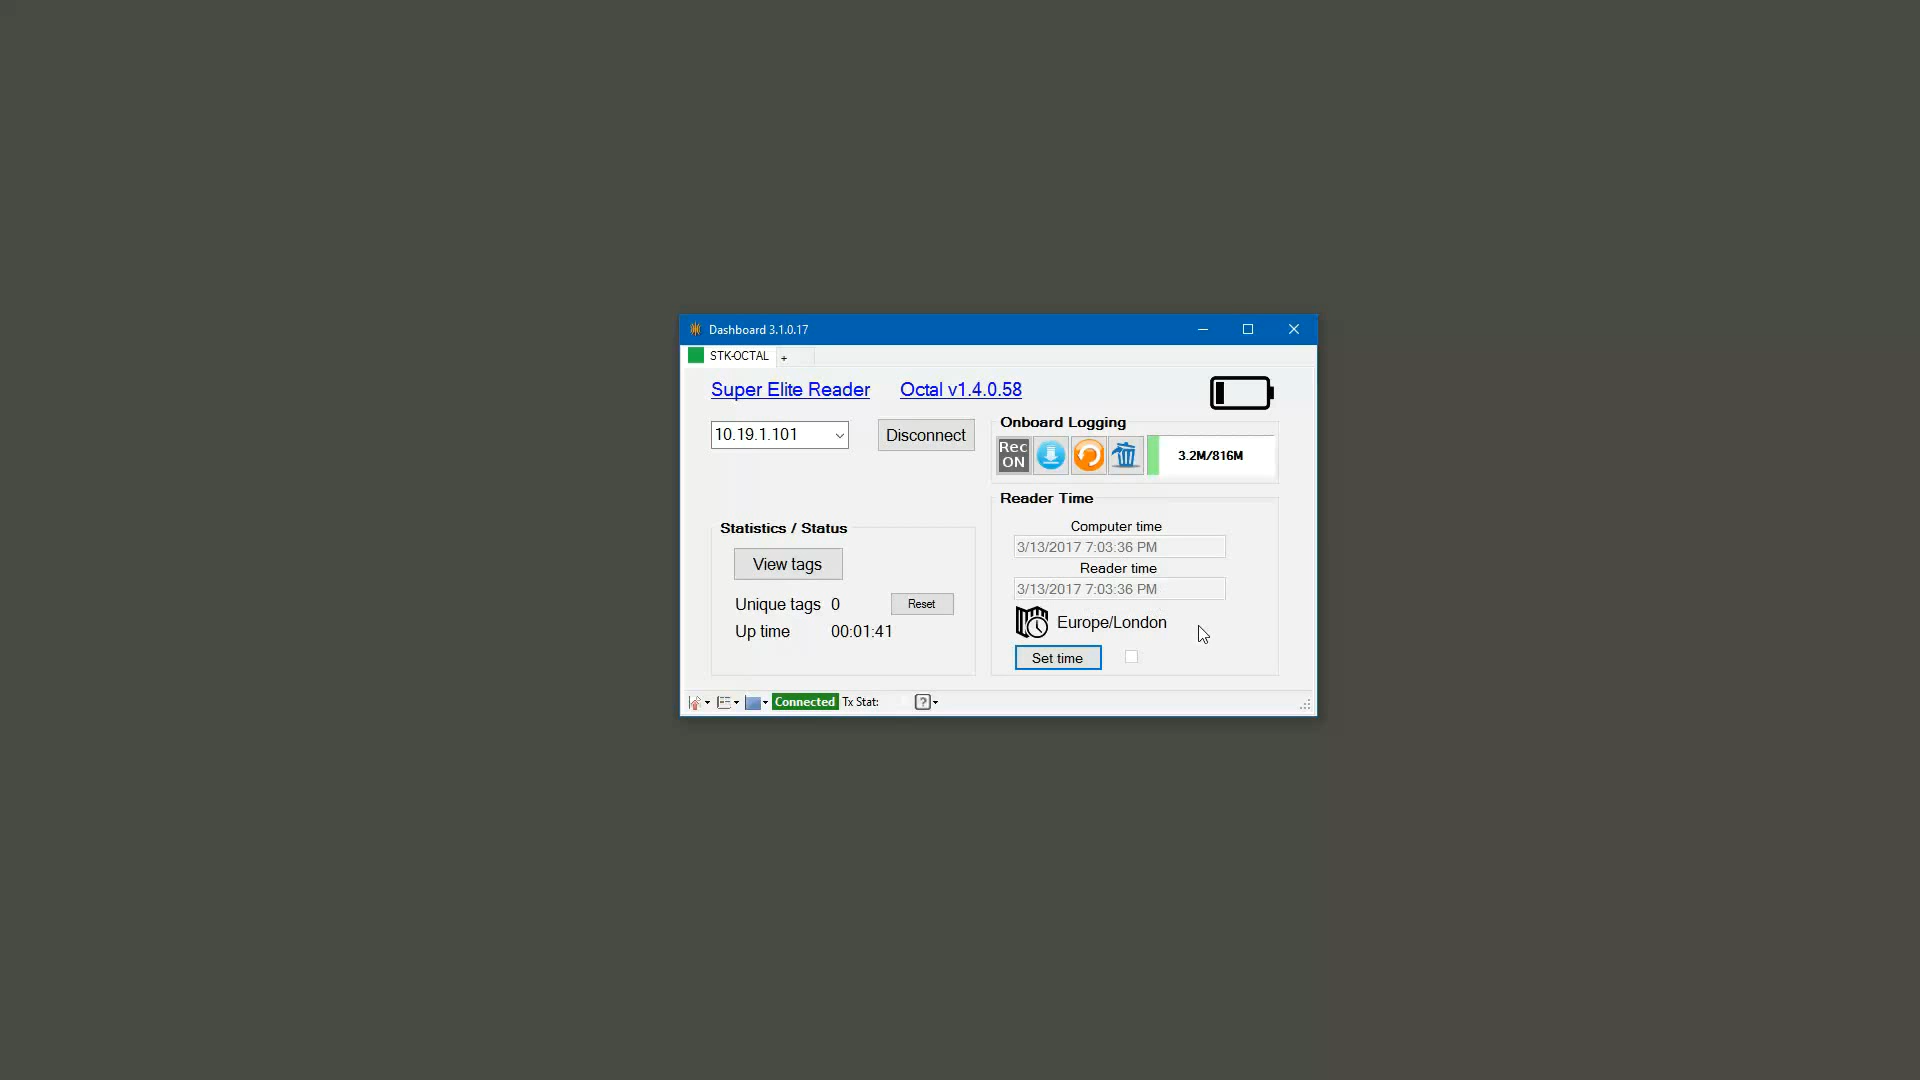 Dashboard 3.1.0.17
STK-OCTAL +
Super Elite Reader Octal v1.4.0.58
10.19.1.101 Disconnect
Onboard Logging
Rec ON 3.2M/816M
Reader Time
Computer time
3/13/2017 7:03:36 PM
Reader time
3/13/2017 7:03:36 PM
Europe/London
Set time
Statistics / Status
View tags
Unique tags 0 Reset
Up time 00:01:41
Connected Tx Stat: ?